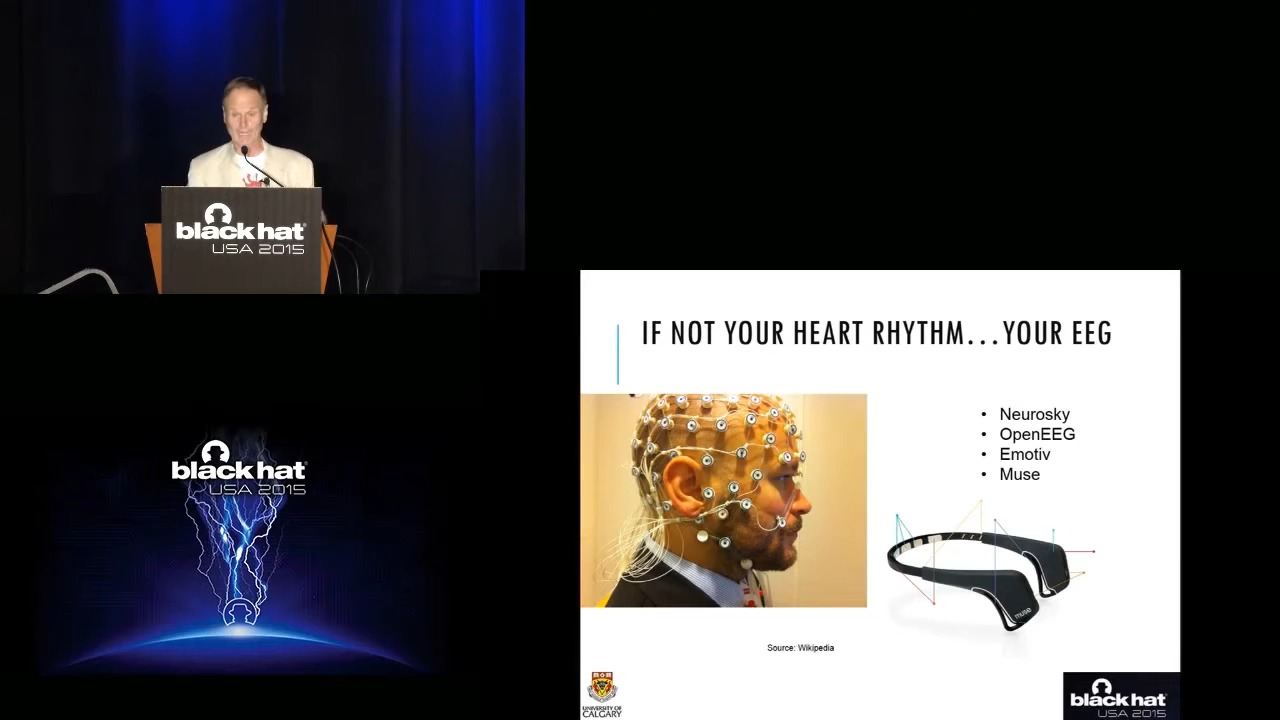 black hat
USA 2015
IF NOT YOUR HEART RHYTHM...YOUR EEG
• Neurosky
• OpenEEG
• Emotiv
• Muse
muse
Source: Wikipedia
black hat
USA 2015
UNIVERSITY OF
CALGARY
black hat
USA 2015